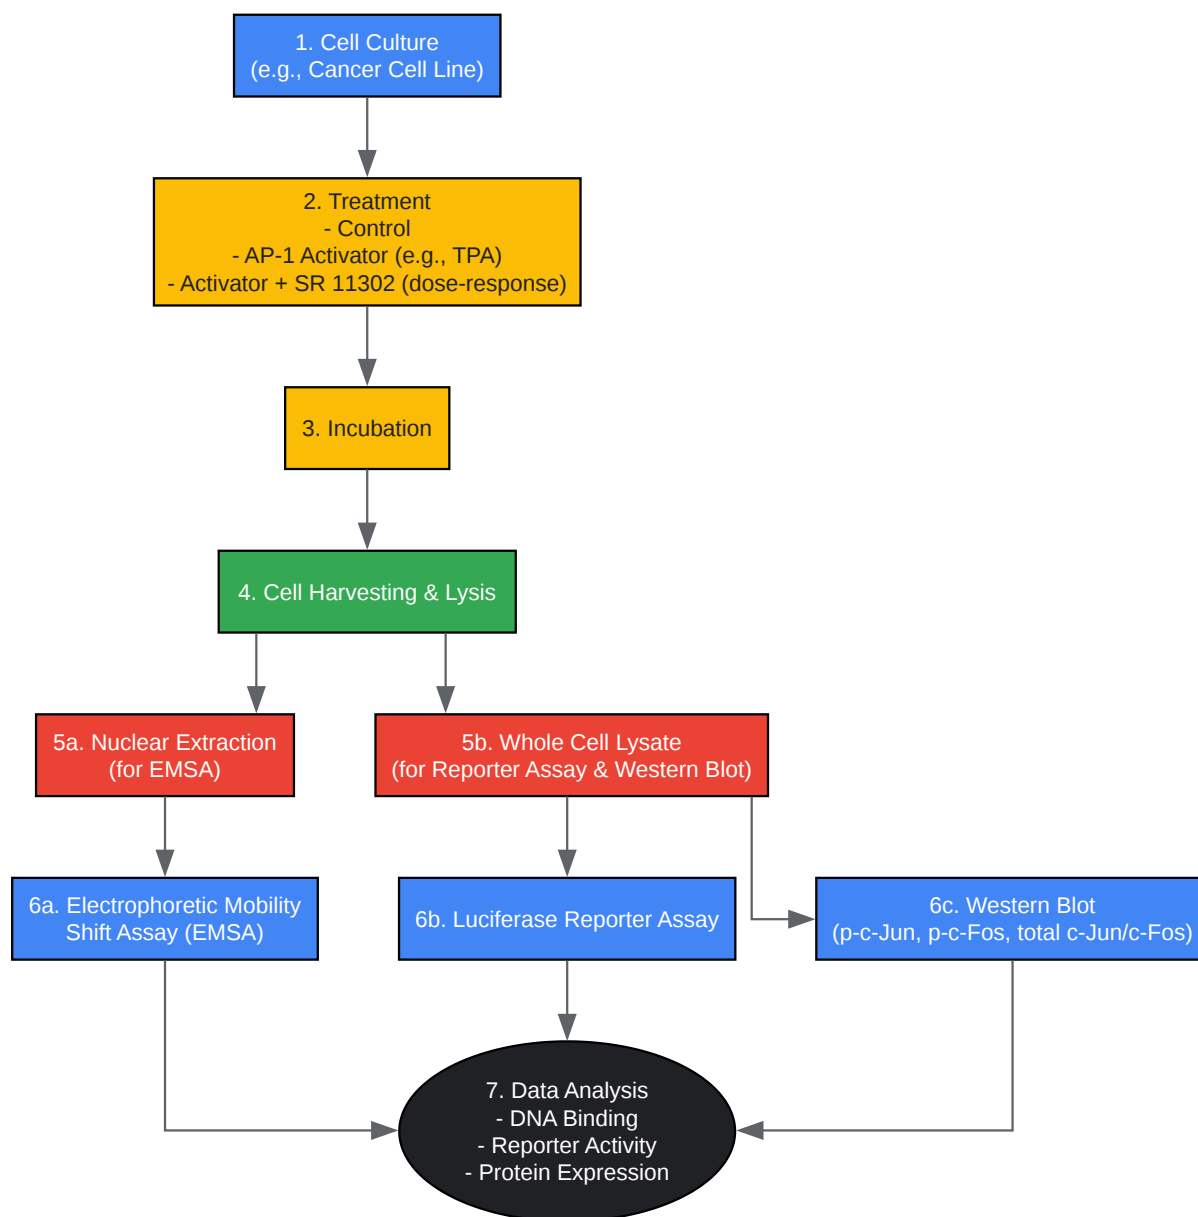 1. Cell Culture
(e.g., Cancer Cell Line)
2. Treatment
- Control
- AP-1 Activator (e.g., TPA)
- Activator + SR 11302 (dose-response)
3. Incubation
4. Cell Harvesting & Lysis
5a. Nuclear Extraction
(for EMSA)
5b. Whole Cell Lysate
(for Reporter Assay & Western Blot)
6a. Electrophoretic Mobility
Shift Assay (EMSA)
6b. Luciferase Reporter Assay
6c. Western Blot
(p-c-Jun, p-c-Fos, total c-Jun/c-Fos)
7. Data Analysis
- DNA Binding
- Reporter Activity
- Protein Expression